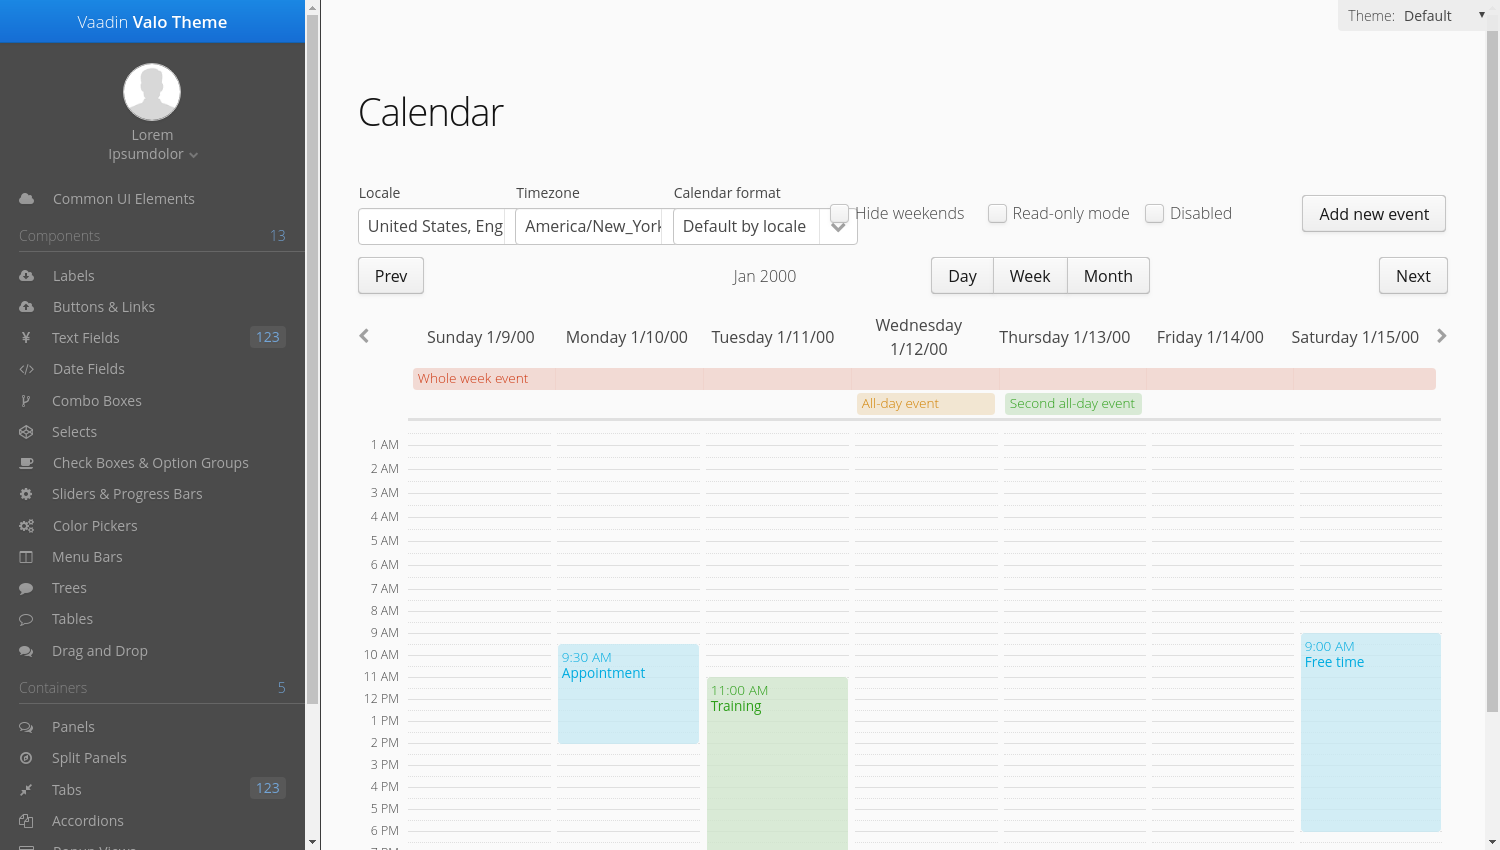 Vaadin Valo Theme
Lorem
Ipsumdolor
Common UI Elements
Components 13
Labels
Buttons & Links
Text Fields 123
Date Fields
Combo Boxes
Selects
Check Boxes & Option Groups
Sliders & Progress Bars
Color Pickers
Menu Bars
Trees
Tables
Drag and Drop
Containers 5
Panels
Split Panels
Tabs 123
Accordions
Popup Views
Theme: Default
Calendar
Locale
Timezone
Calendar format
United States, Eng
America/New_York
Default by locale
Hide weekends
Read-only mode
Disabled
Add new event
Prev
Jan 2000
Day
Week
Month
Next
Sunday 1/9/00
Monday 1/10/00
Tuesday 1/11/00
Wednesday
1/12/00
Thursday 1/13/00
Friday 1/14/00
Saturday 1/15/00
Whole week event
All-day event
Second all-day event
1 AM
2 AM
3 AM
4 AM
5 AM
6 AM
7 AM
8 AM
9 AM
10 AM
11 AM
12 PM
1 PM
2 PM
3 PM
4 PM
5 PM
6 PM
7 PM
9:30 AM
Appointment
11:00 AM
Training
9:00 AM
Free time